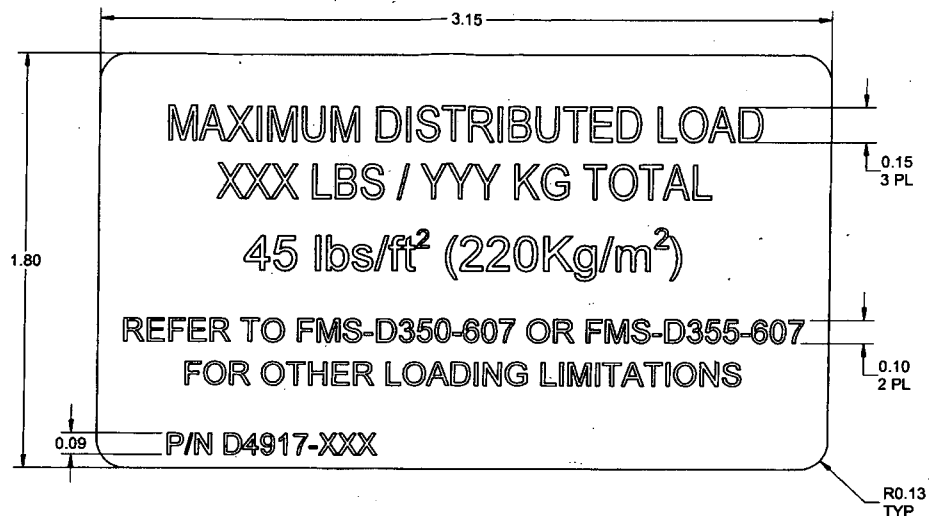 3.15
MAXIMUM DISTRIBUTED LOAD
0.15
3 PL
XXX LBS / YYY KG TOTAL
1.80
45 lbs/ft² (220Kg/m²)
REFER TO FMS-D350-607 OR FMS-D355-607
FOR OTHER LOADING LIMITATIONS
0.10
2 PL
0.09
P/N D4917-XXX
R0.13
TYP